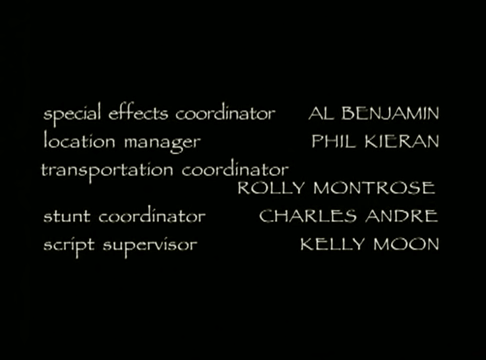 special effects coordinator AL BENJAMIN
location manager PHIL KIERAN
transportation coordinator
ROLLY MONTROSE
stunt coordinator CHARLES ANDRE
script supervisor KELLY MOON